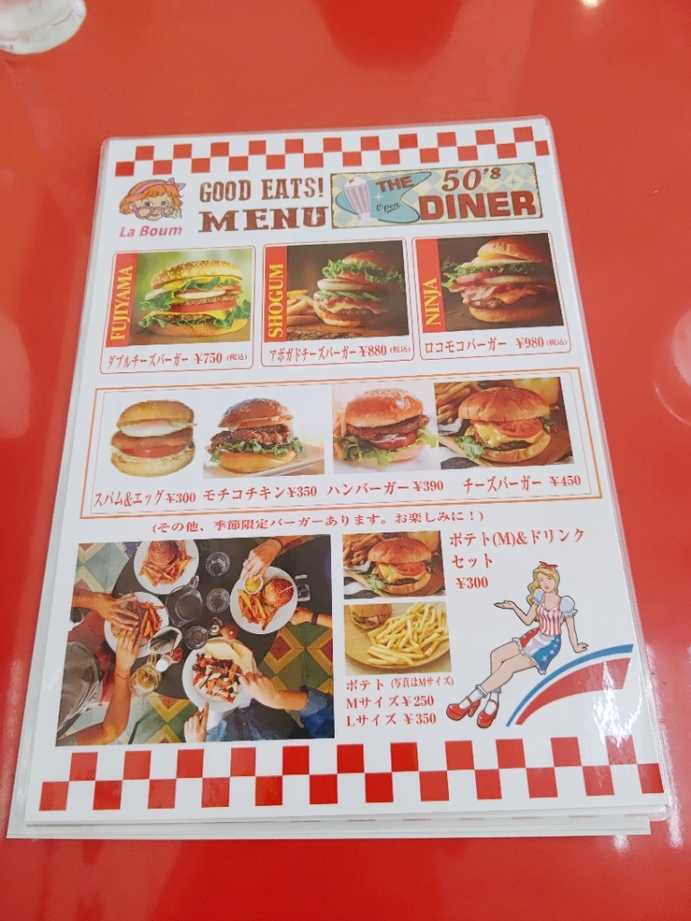 La Boum
GOOD EATS!
MENU
THE 50's
Open
DINER
FUJIYAMA
ダブルチーズバーガー ¥750 (税込)
SHOGUM
アボガドチーズバーガー ¥880 (税込)
NINJA
ロコモコバーガー ¥980 (税込)
スパム&エッグ ¥300 モチコチキン ¥350 ハンバーガー ¥390 チーズバーガー ¥450
(その他、季節限定バーガーあります。お楽しみに!)
ポテト(M)&ドリンク
セット
¥300
ポテト (写真はMサイズ)
Mサイズ ¥250
Lサイズ ¥350